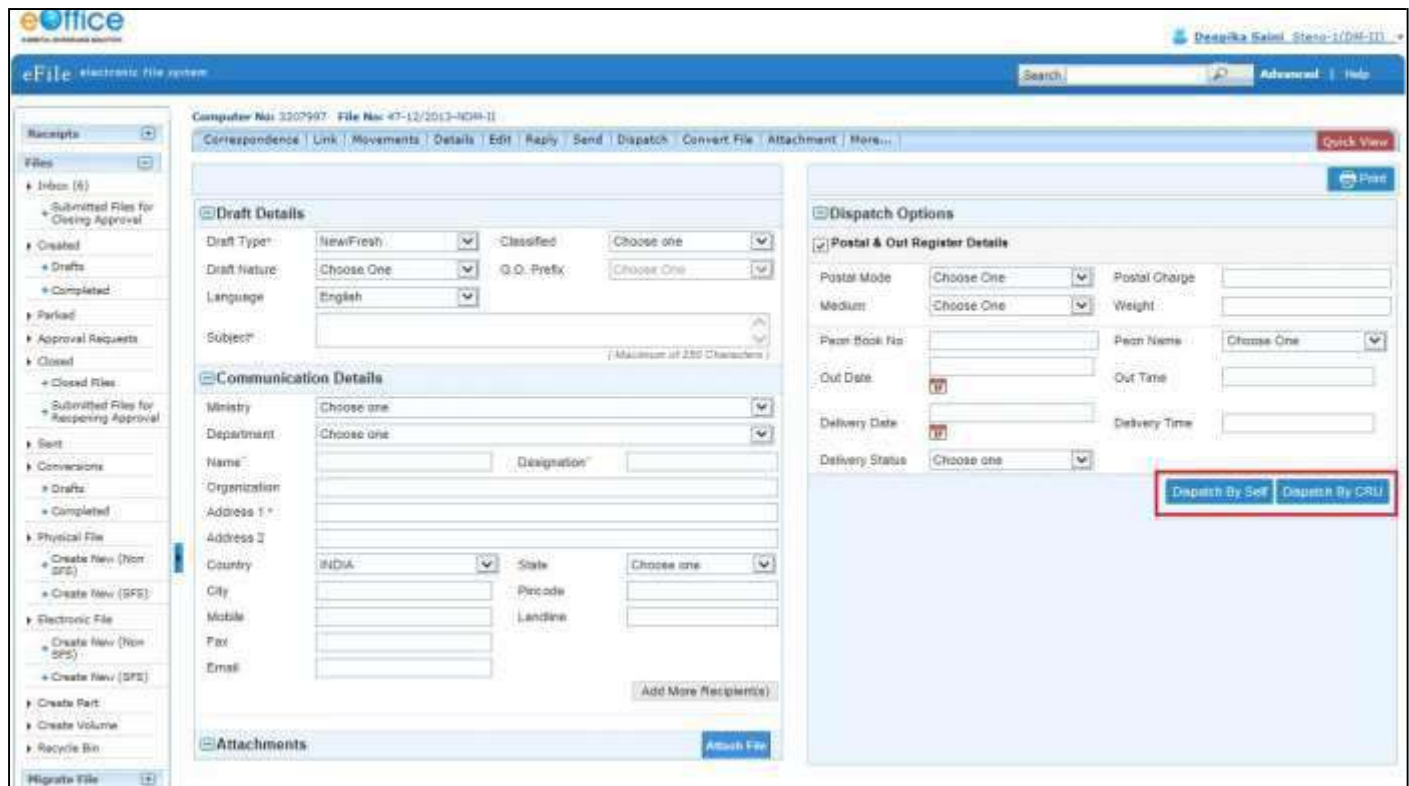 eOffice
Deepika Saini Steno-1(DM-II)
eFile electronic file system
Search
Advanced | Help
Computer No: 3207997 File No: 47-12/2013-NDM-II
Correspondence | Link | Movements | Details | Edit | Reply | Send | Dispatch | Convert File | Attachment | More... |
Quick View
Receipts
Files
Inbox (6)
Submitted Files for
Closing Approval
Created
Drafts
Completed
Parked
Approval Requests
Closed
Closed Files
Submitted Files for
Reopening Approval
Sent
Conversions
Drafts
Completed
Physical File
Create New (Non
SFS)
Create New (SFS)
Electronic File
Create New (Non
SFS)
Create New (SFS)
Create Part
Create Volume
Recycle Bin
Migrate File
Draft Details
Draft Type* New/Fresh Classified Choose one
Draft Nature Choose One G.O. Prefix Choose One
Language English
Subject*
( Maximum of 250 Characters )
Communication Details
Ministry Choose one
Department Choose one
Name* Designation*
Organization
Address 1 *
Address 2
Country INDIA State Choose one
City Pincode
Mobile Landline
Fax
Email
Add More Recipient(s)
Attachments Attach File
Print
Dispatch Options
Postal & Out Register Details
Postal Mode Choose One Postal Charge
Medium Choose One Weight
Peon Book No Peon Name Choose One
Out Date Out Time
Delivery Date Delivery Time
Delivery Status Choose one
Dispatch By Self Dispatch By CRU